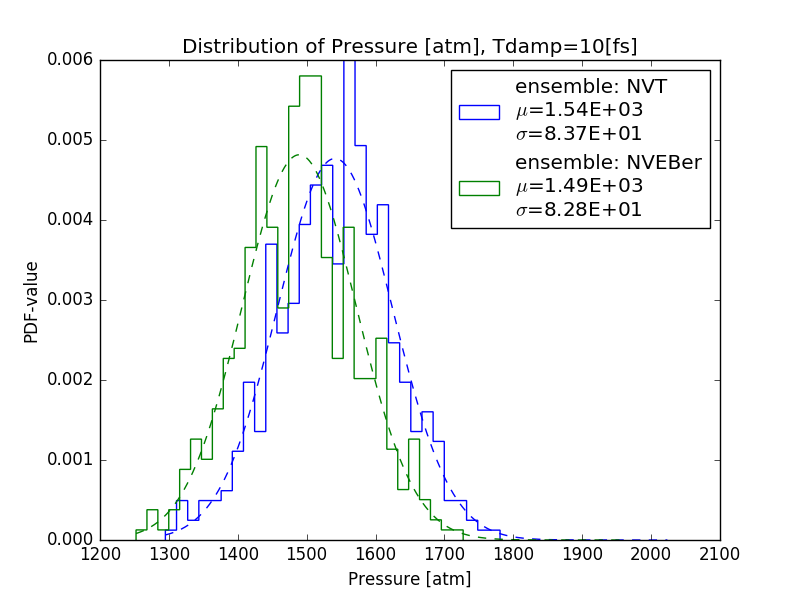 Distribution of Pressure [atm], Tdamp=10[fs]
0.006
0.005
0.004
0.003
0.002
0.001
0.000
PDF-value
ensemble: NVT
μ=1.54E+03
σ=8.37E+01
ensemble: NVEBer
μ=1.49E+03
σ=8.28E+01
1200 1300 1400 1500 1600 1700 1800 1900 2000 2100
Pressure [atm]